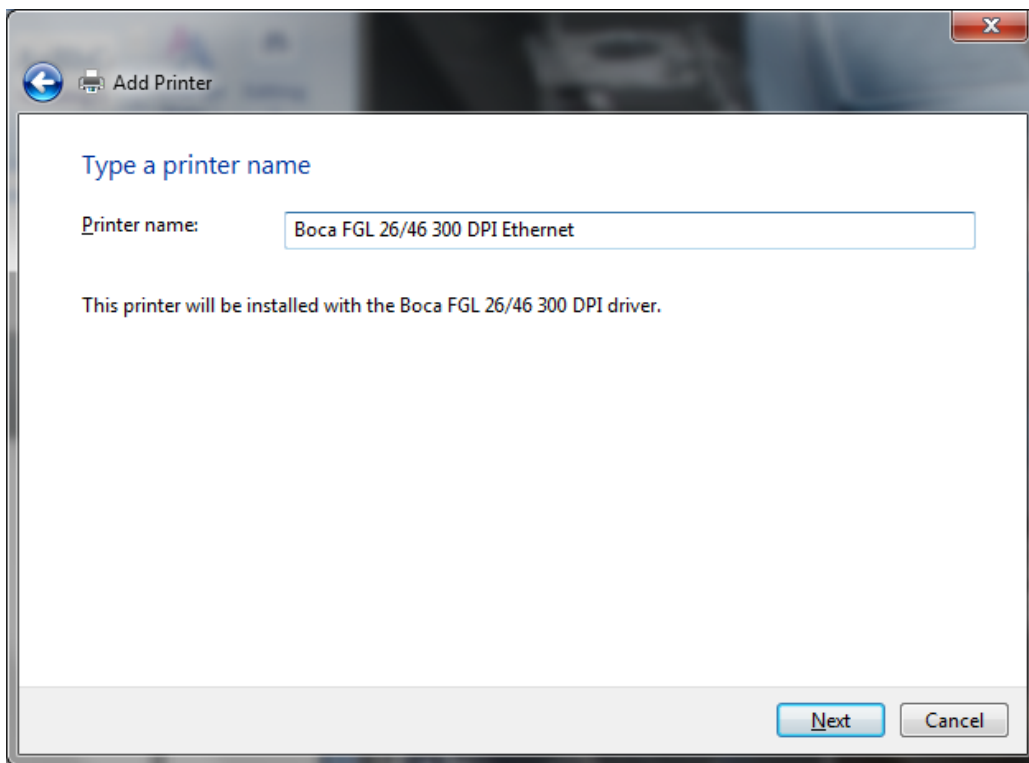 Add Printer
Type a printer name
Printer name:
Boca FGL 26/46 300 DPI Ethernet
This printer will be installed with the Boca FGL 26/46 300 DPI driver.
Next
Cancel